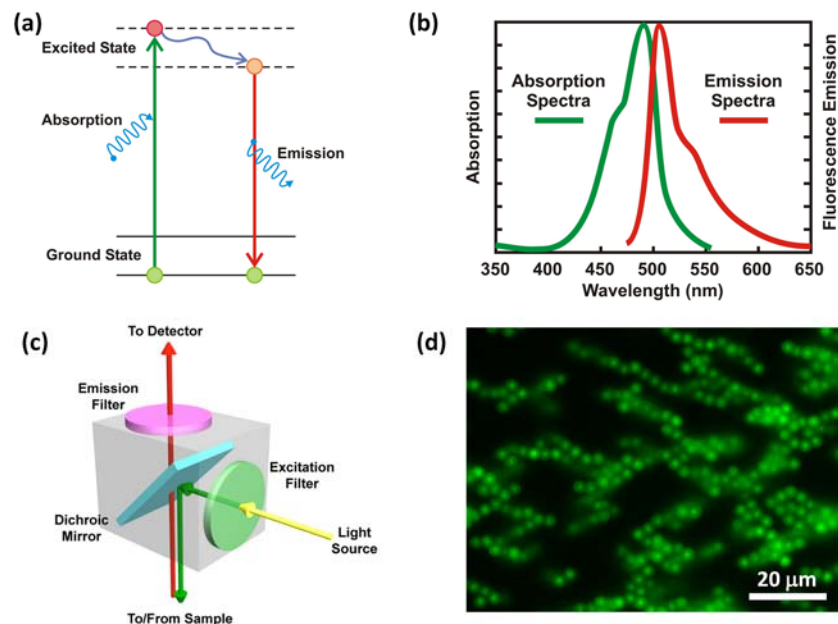 (a)
Excited State
Absorption
Emission
Ground State
(b)
Absorption
Absorption
Spectra
Emission
Spectra
Fluorescence Emission
350 400 450 500 550 600 650
Wavelength (nm)
(c)
To Detector
Emission
Filter
Excitation
Filter
Dichroic
Mirror
Light
Source
To/From Sample
(d)
20 μm